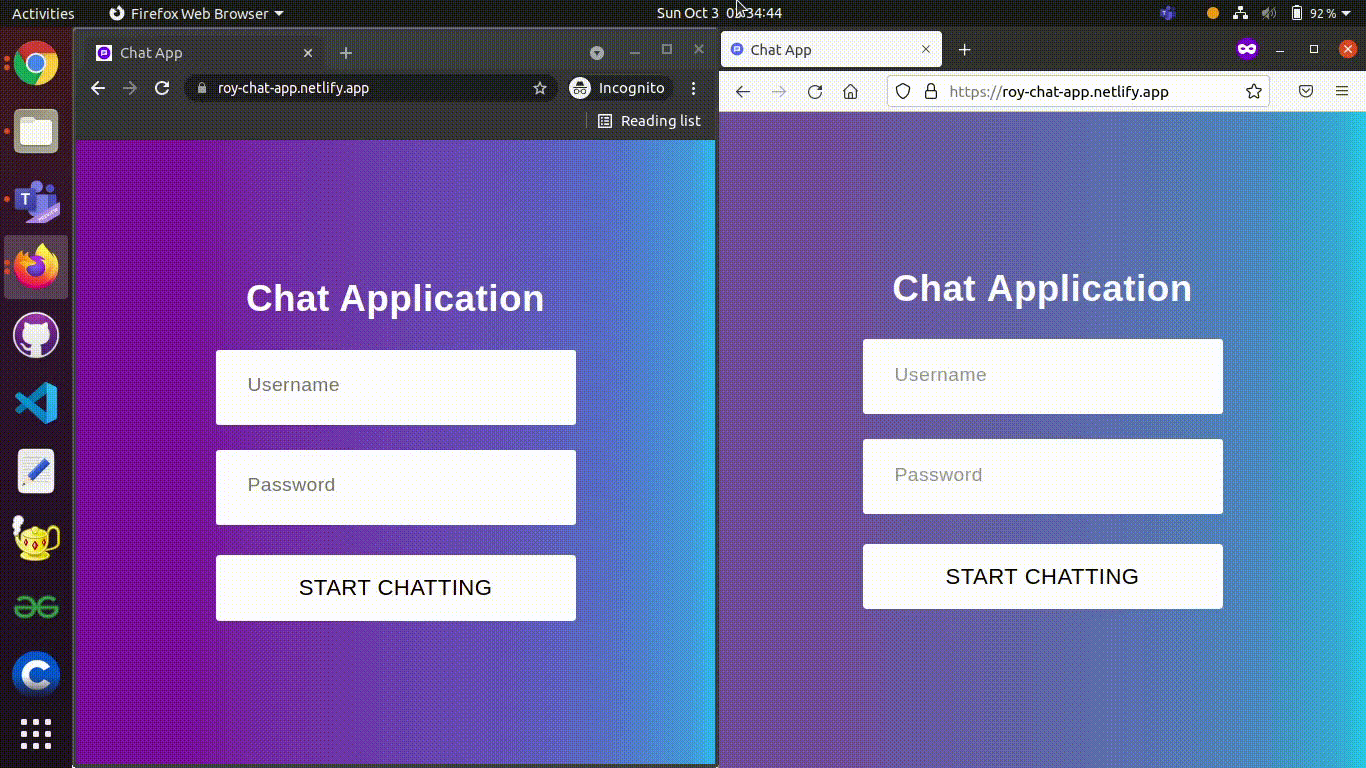 Activities
Firefox Web Browser
Sun Oct 3
34:44
92 %
Chat App
roy-chat-app.netlify.app
Incognito
Reading list
Chat Application
Username
Password
START CHATTING
Chat App
https://roy-chat-app.netlify.app
Chat Application
Username
Password
START CHATTING